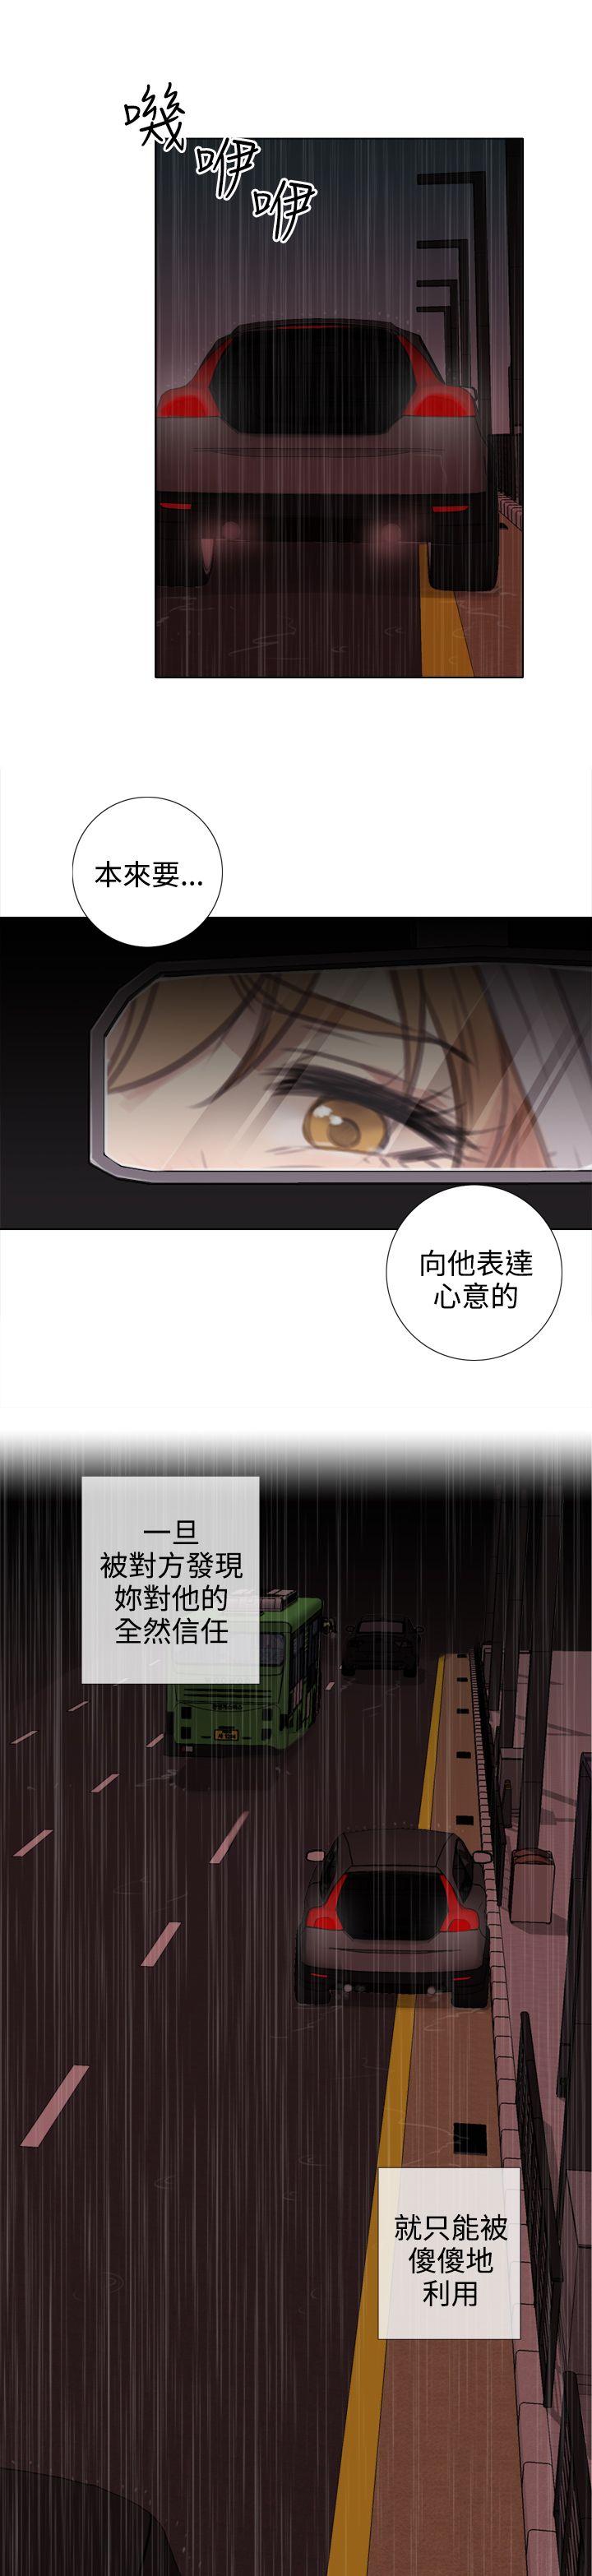 嘰
咿
咿
本來要...
向他表達
心意的
一旦
被對方發現
妳對他的
全然信任
就只能被
傻傻地
利用